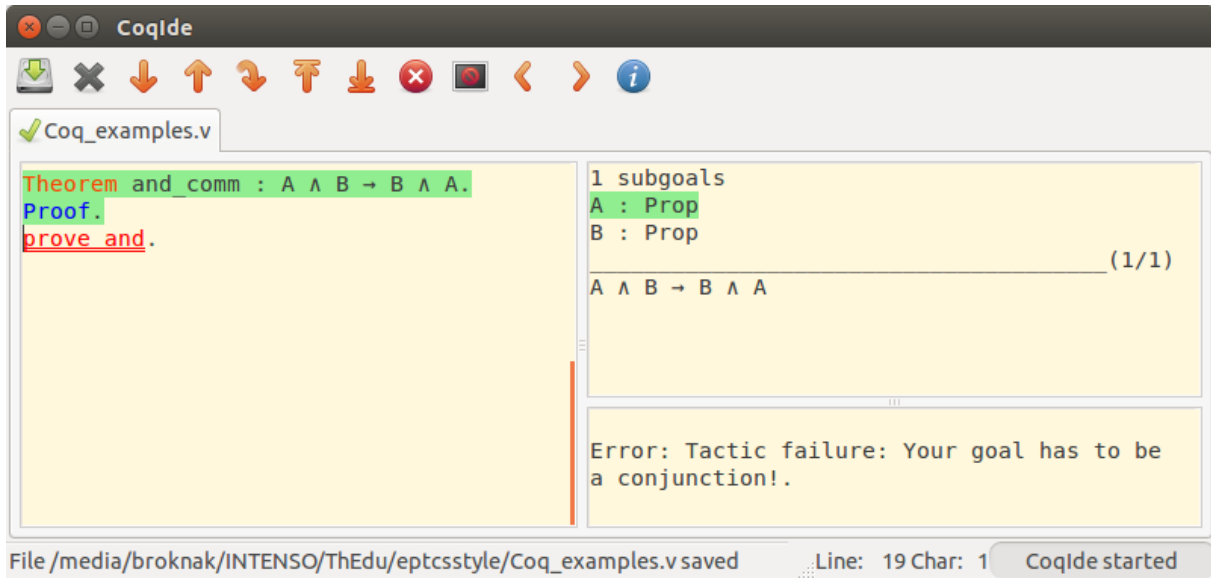 CoqIde
Coq_examples.v
Theorem and_comm : A ∧ B → B ∧ A.
Proof.
prove_and.
1 subgoals
A : Prop
B : Prop
(1/1)
A ∧ B → B ∧ A
Error: Tactic failure: Your goal has to be
a conjunction!.
File /media/broknak/INTENSO/ThEdu/eptcsstyle/Coq_examples.v saved
Line: 19 Char: 1
CoqIde started